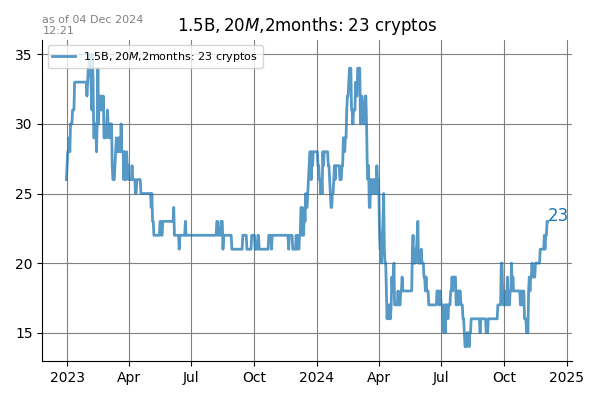 as of 04 Dec 2024
12:21
1.5B, 20M,2months: 23 cryptos
1.5B, 20M,2months: 23 cryptos
35
30
25
20
15
23
2023 Apr Jul Oct 2024 Apr Jul Oct 2025